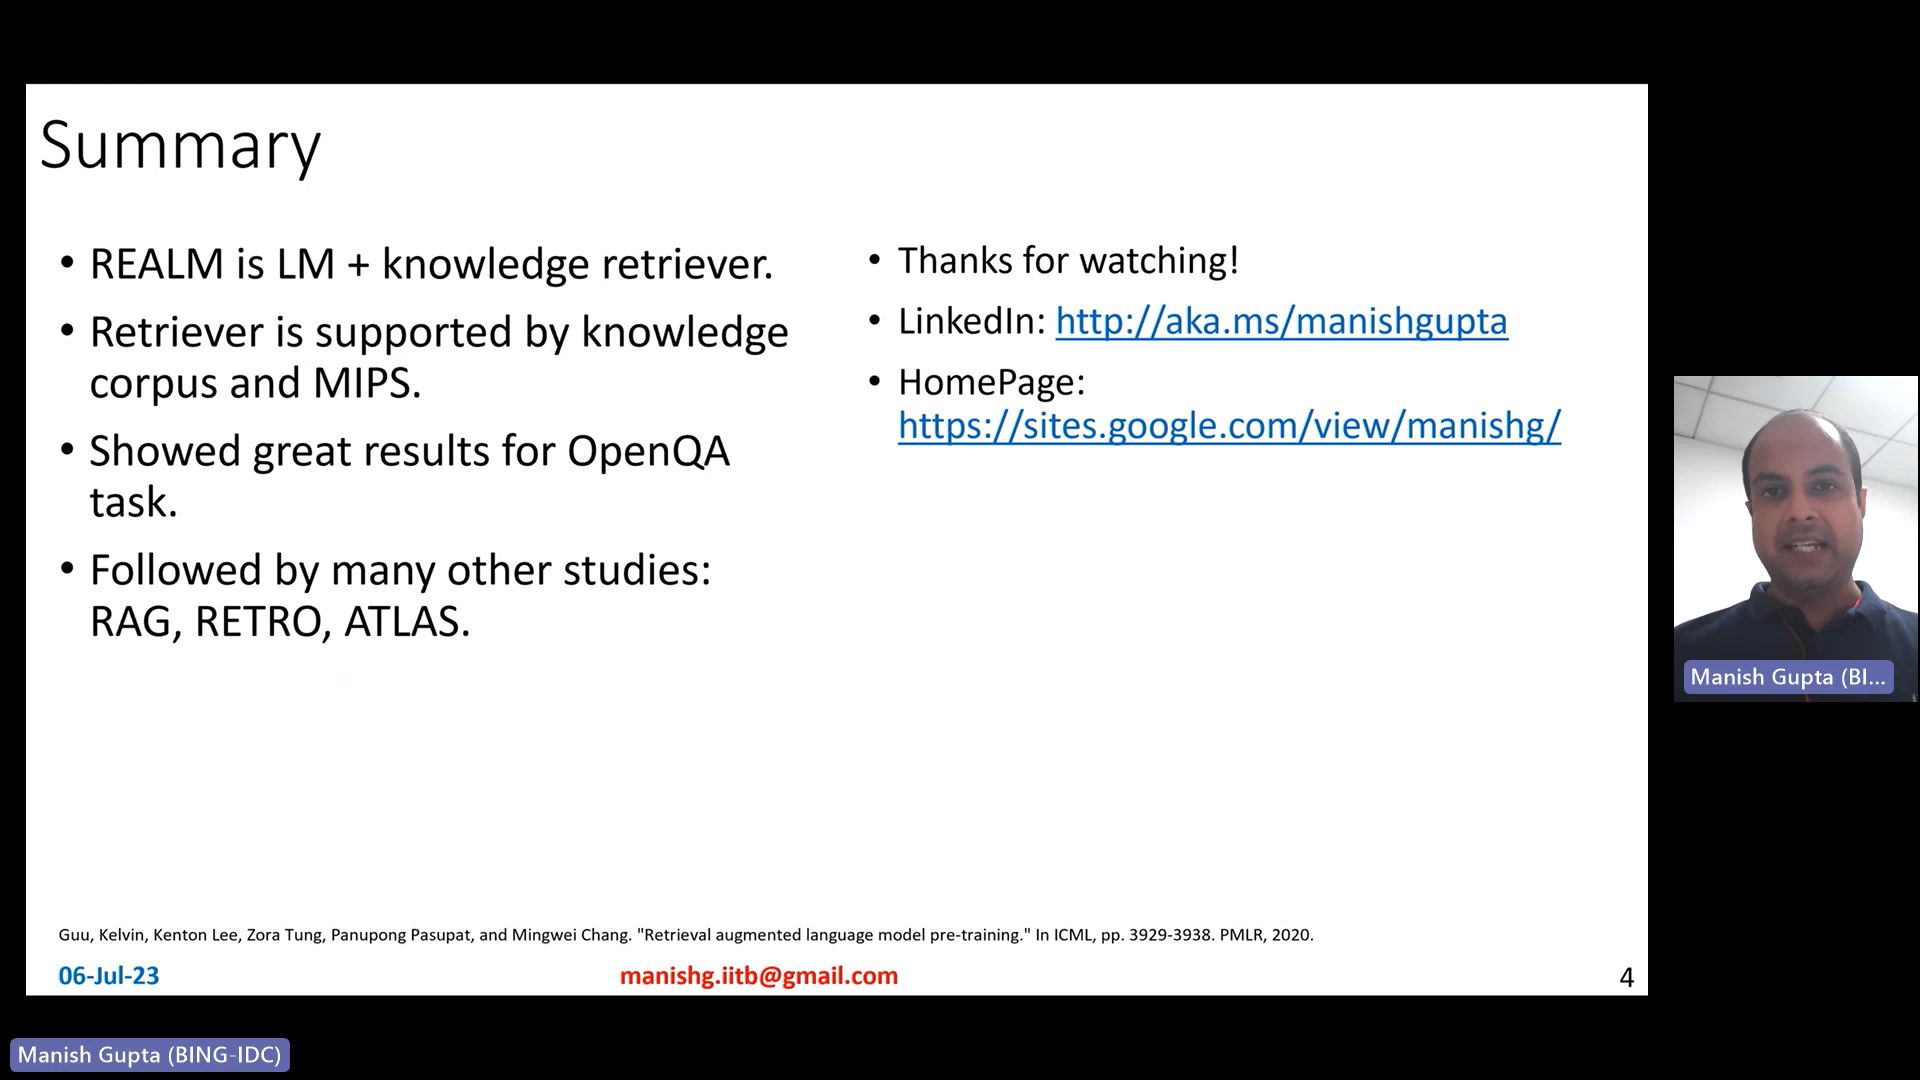 Summary
• REALM is LM + knowledge retriever.
• Retriever is supported by knowledge
corpus and MIPS.
• Showed great results for OpenQA
task.
• Followed by many other studies:
RAG, RETRO, ATLAS.
• Thanks for watching!
• LinkedIn: http://aka.ms/manishgupta
• HomePage:
https://sites.google.com/view/manishg/
Manish Gupta (BI...
Guu, Kelvin, Kenton Lee, Zora Tung, Panupong Pasupat, and Mingwei Chang. "Retrieval augmented language model pre-training." In ICML, pp. 3929-3938. PMLR, 2020.
06-Jul-23
manishg.iitb@gmail.com
4
Manish Gupta (BING-IDC)